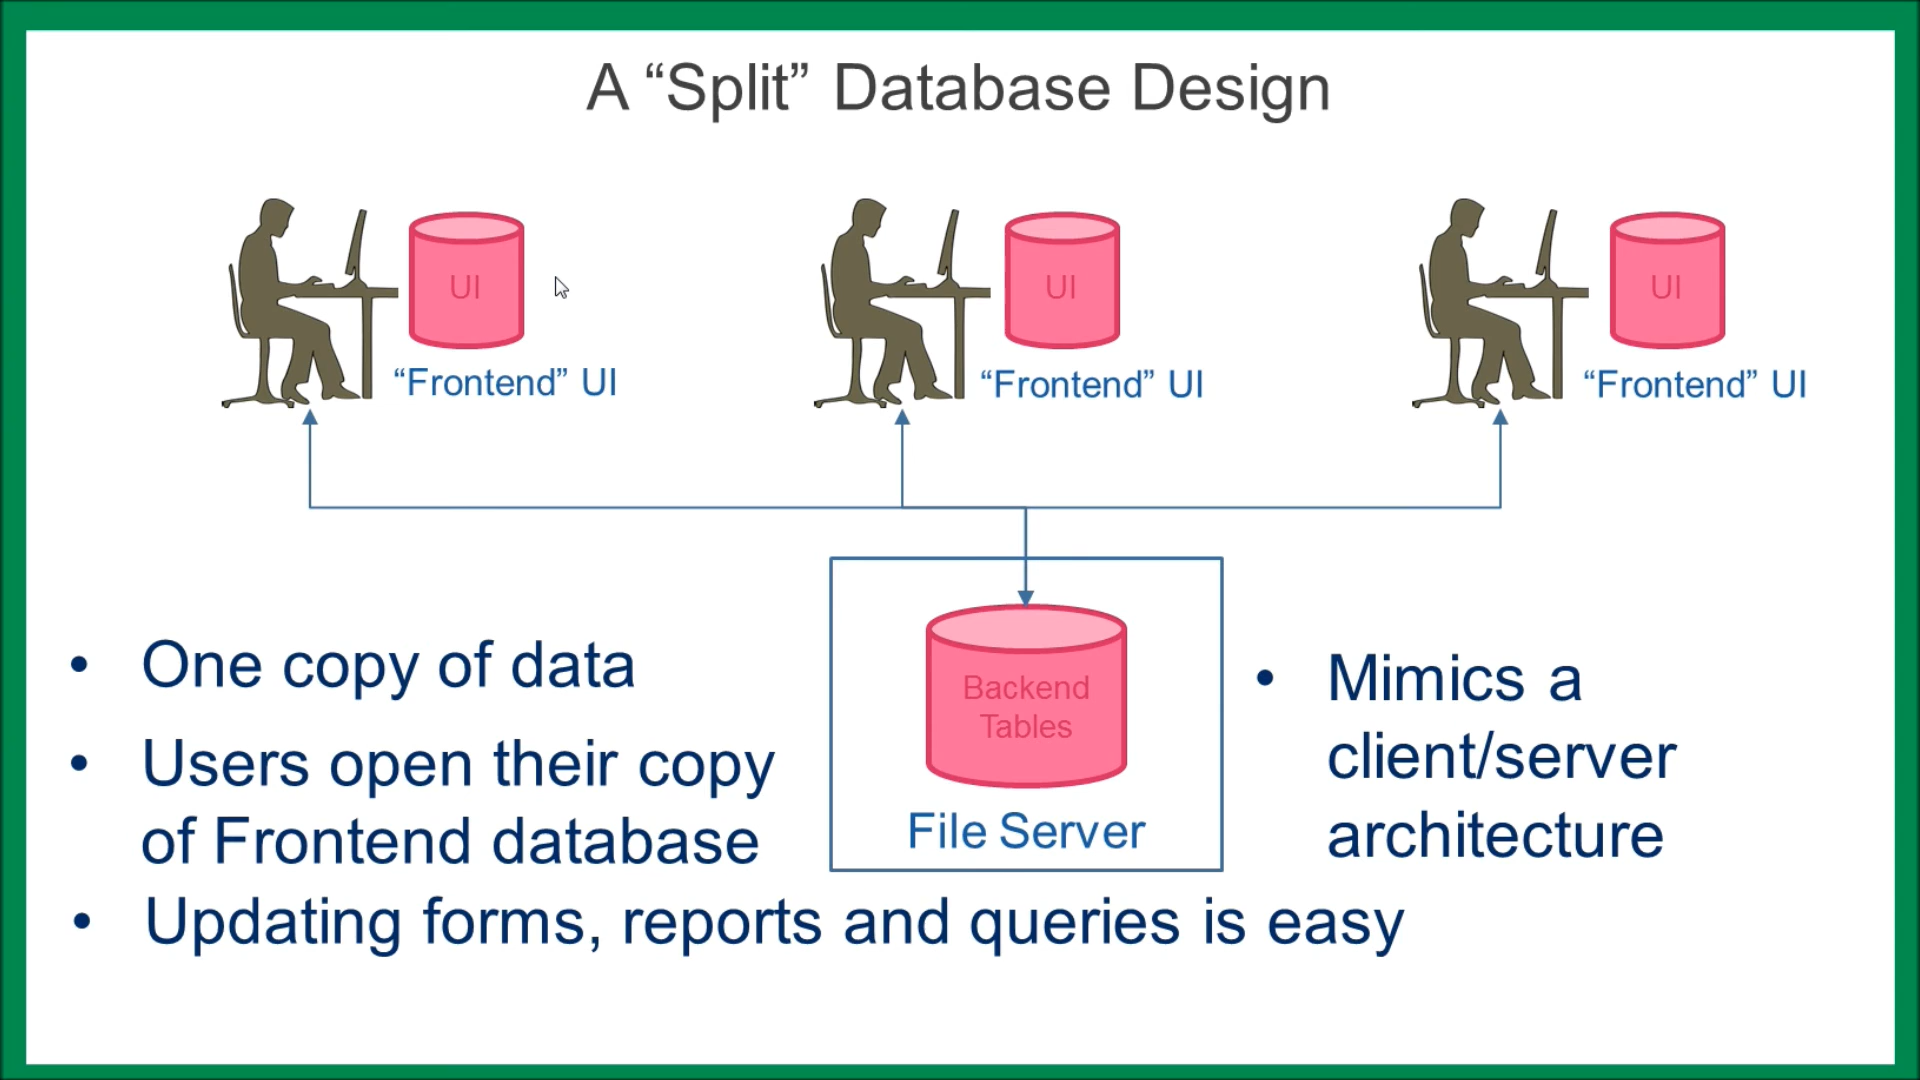 A “Split” Database Design
UI
UI
UI
“Frontend” UI
“Frontend” UI
“Frontend” UI
Backend
Tables
File Server
• One copy of data
• Users open their copy
of Frontend database
• Updating forms, reports and queries is easy
• Mimics a
client/server
architecture